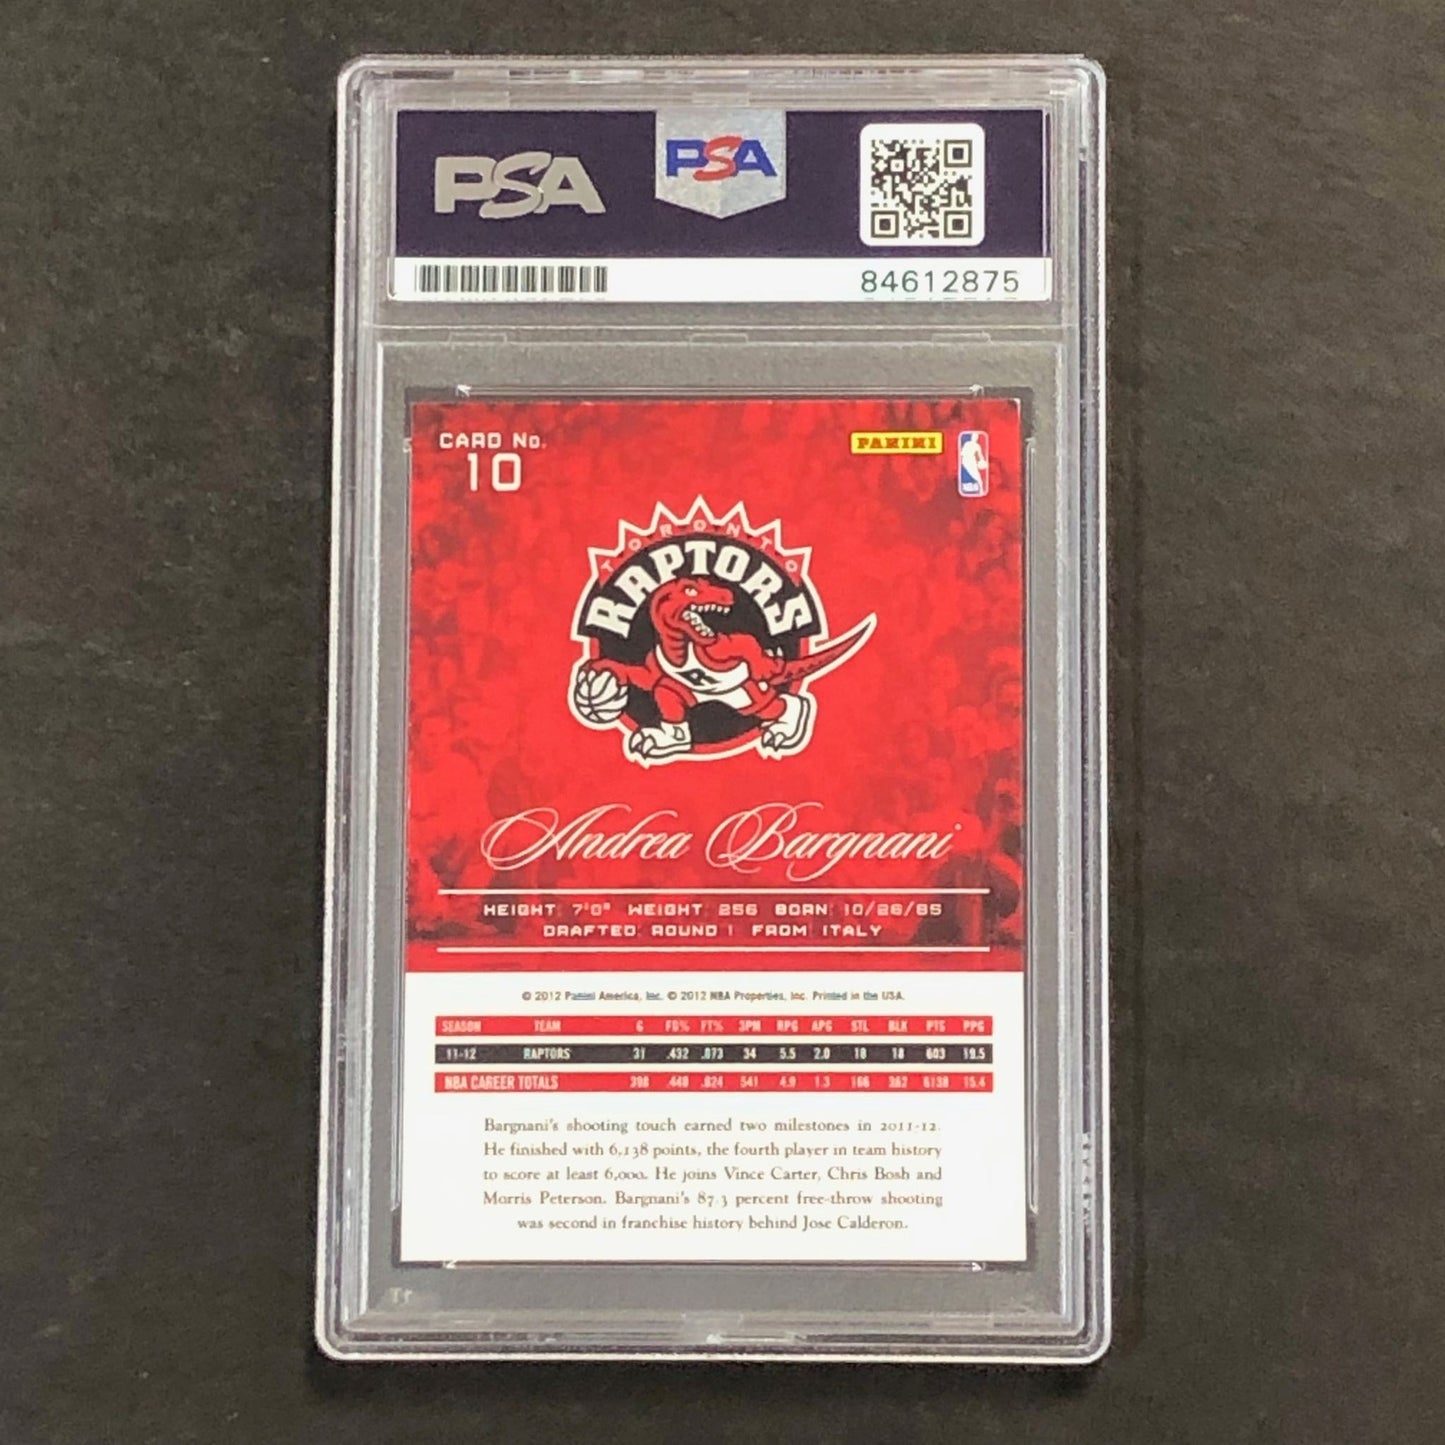 PSA
PSA
84612875
CARD No.
10
PANINI
NBA
TORONTO
RAPTORS
Andrea Bargnani
HEIGHT: 7'0" WEIGHT: 256 BORN: 10/26/85
DRAFTED: ROUND 1 FROM ITALY
© 2012 Panini America, Inc. © 2012 NBA Properties, Inc. Printed in the USA.
SEASON TEAM G FG% FT% 3PM RPG APG STL BLK PTS PPG
11-12 RAPTORS 31 .432 .873 34 5.5 2.0 18 18 603 19.5
NBA CAREER TOTALS 398 .440 .824 541 4.9 1.3 166 362 6138 15.4
Bargnani's shooting touch earned two milestones in 2011-12.
He finished with 6,138 points, the fourth player in team history
to score at least 6,000. He joins Vince Carter, Chris Bosh and
Morris Peterson. Bargnani's 87.3 percent free-throw shooting
was second in franchise history behind Jose Calderon.